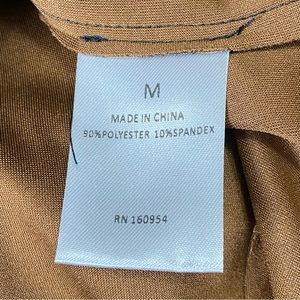 M
MADE IN CHINA
90%POLYESTER 10%SPANDEX
RN 160954